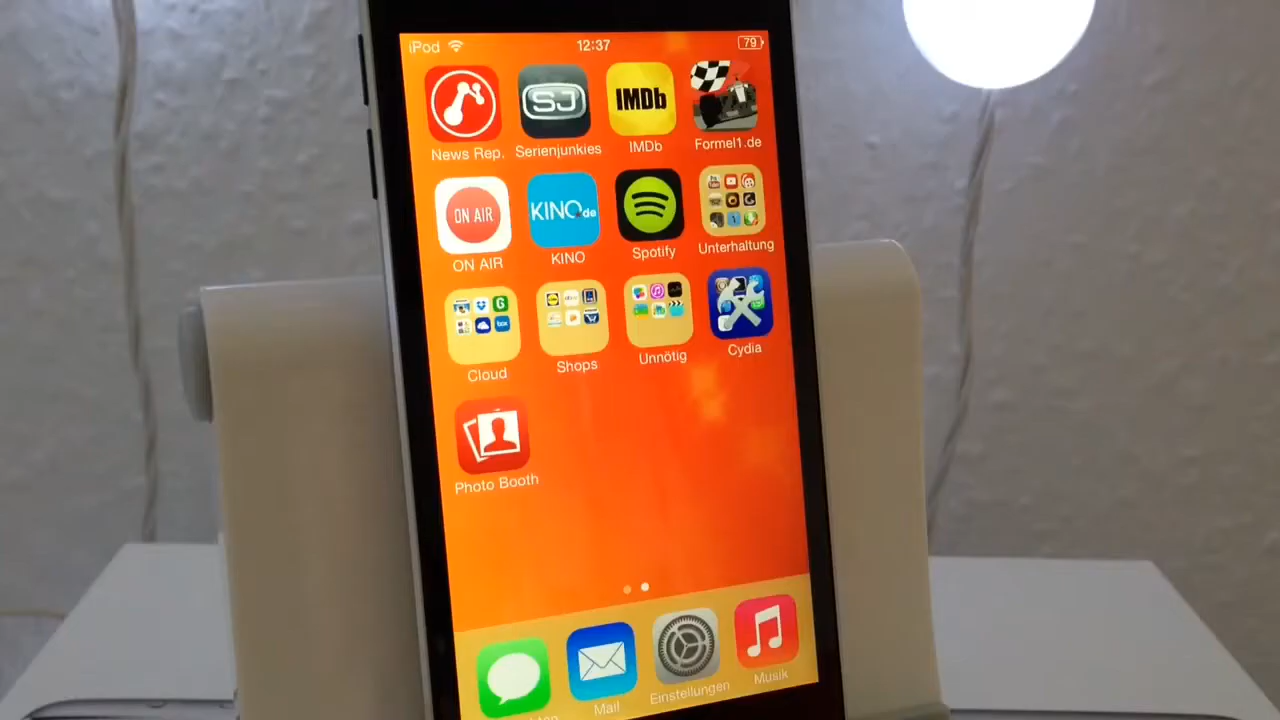 iPod 12:37 79
SJ IMDb
News Rep. Serienjunkies IMDb Formel1.de
ON AIR KINO.de
ON AIR KINO Spotify Unterhaltung
Cloud Shops Unnötig Cydia
Photo Booth
Mail Einstellungen Musik